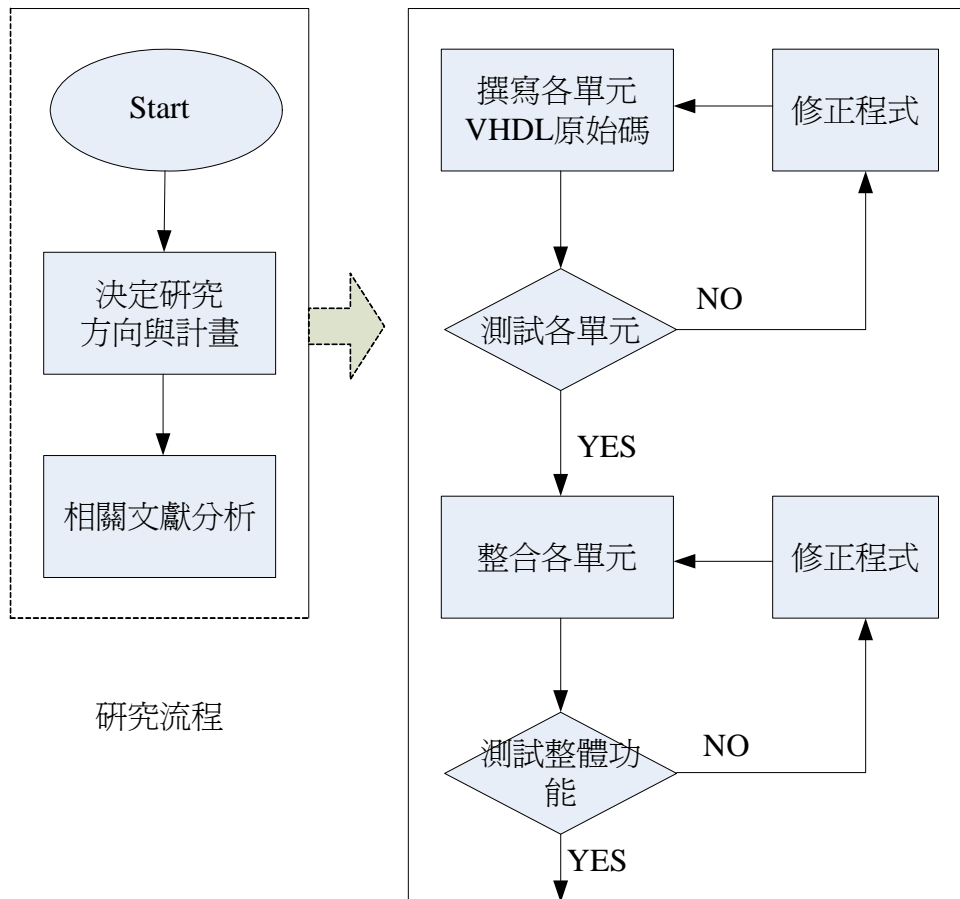 Start
決定研究
方向與計畫
相關文獻分析
研究流程
撰寫各單元
VHDL原始碼
修正程式
測試各單元
NO
YES
整合各單元
修正程式
測試整體功
能
NO
YES